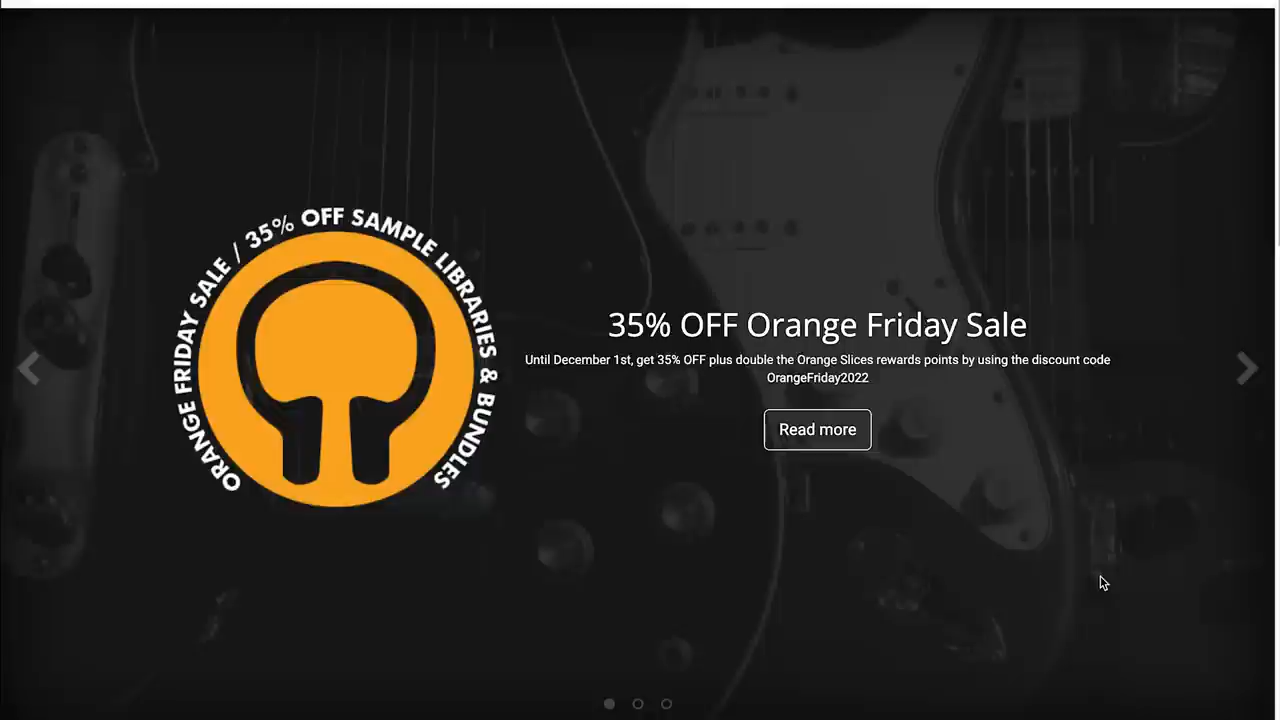 ORANGE FRIDAY SALE / 35% OFF SAMPLE LIBRARIES & BUNDLES
35% OFF Orange Friday Sale
Until December 1st, get 35% OFF plus double the Orange Slices rewards points by using the discount code
OrangeFriday2022
Read more